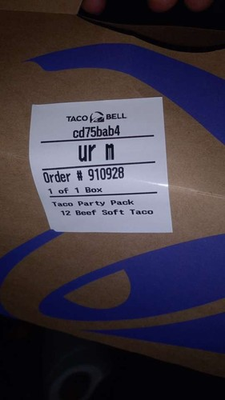 TACO BELL
cd75bab4
ur m
Order # 910928
1 of 1 Box
Taco Party Pack
12 Beef Soft Taco